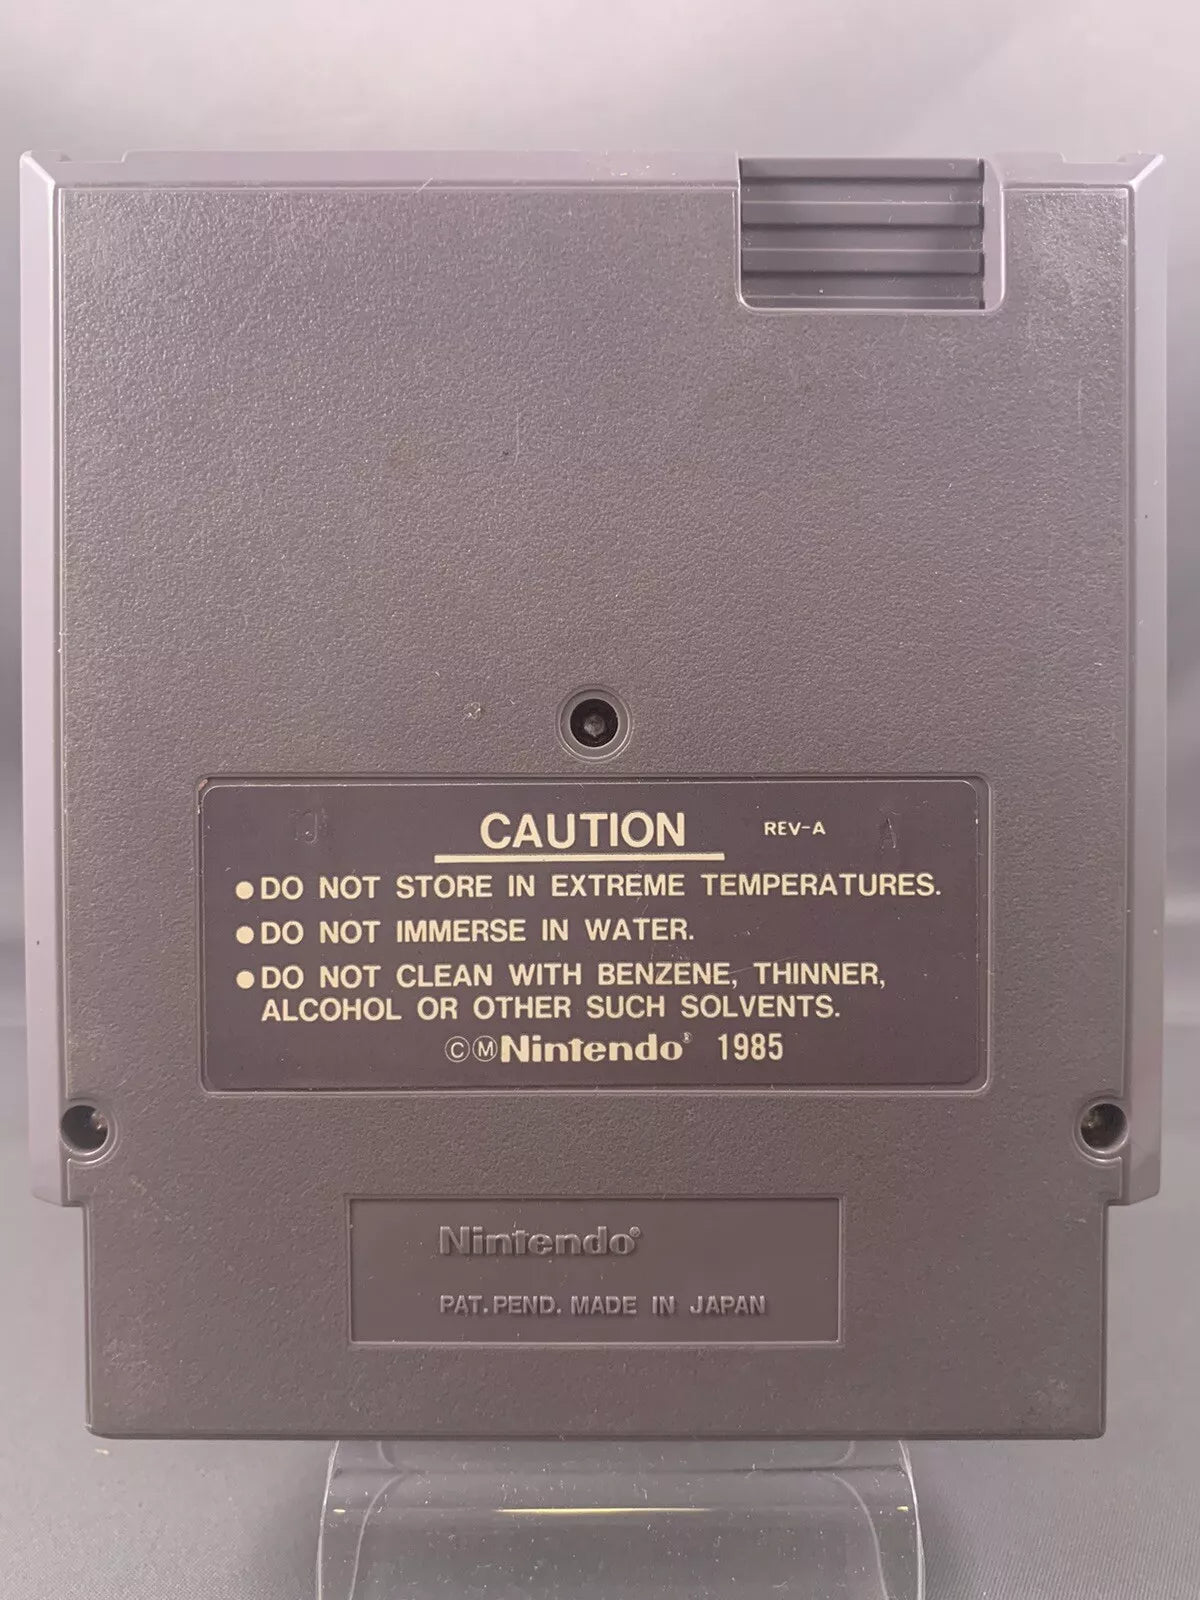 CAUTION REV-A
●DO NOT STORE IN EXTREME TEMPERATURES.
●DO NOT IMMERSE IN WATER.
●DO NOT CLEAN WITH BENZENE, THINNER,
ALCOHOL OR OTHER SUCH SOLVENTS.
©ⓂNintendo® 1985
Nintendo®
PAT. PEND. MADE IN JAPAN